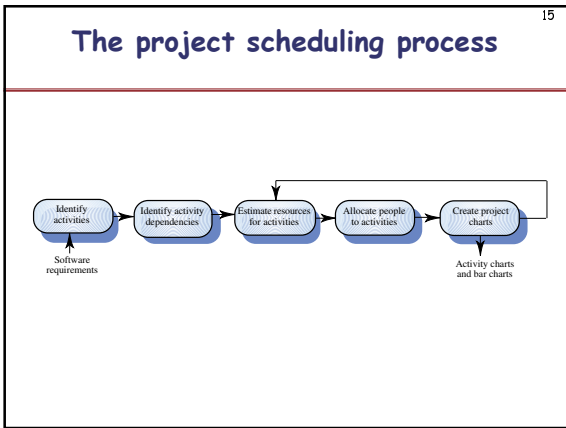 15
The project scheduling process
Identify
activities
Identify activity
dependencies
Estimate resources
for activities
Allocate people
to activities
Create project
charts
Software
requirements
Activity charts
and bar charts